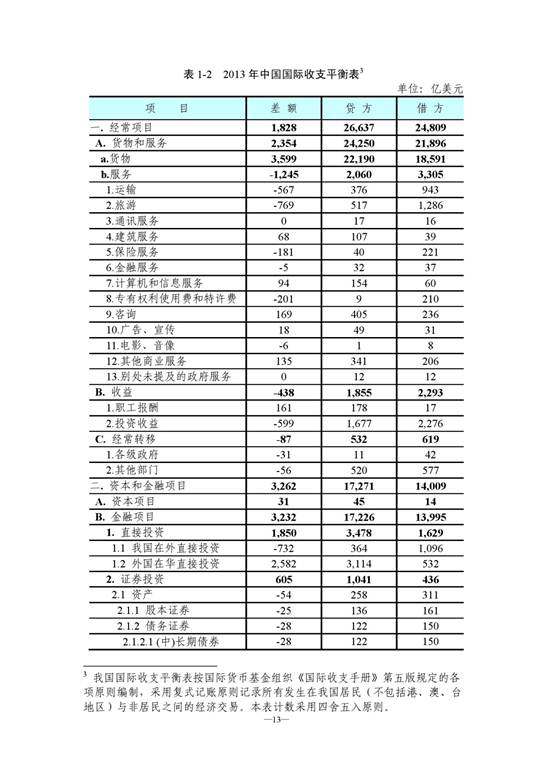 表 1-2 2013 年中国国际收支平衡表3
单位：亿美元
项 目 差 额 贷 方 借 方
一. 经常项目 1,828 26,637 24,809
A. 货物和服务 2,354 24,250 21,896
a.货物 3,599 22,190 18,591
b.服务 -1,245 2,060 3,305
1.运输 -567 376 943
2.旅游 -769 517 1,286
3.通讯服务 0 17 16
4.建筑服务 68 107 39
5.保险服务 -181 40 221
6.金融服务 -5 32 37
7.计算机和信息服务 94 154 60
8.专有权利使用费和特许费 -201 9 210
9.咨询 169 405 236
10.广告、宣传 18 49 31
11.电影、音像 -6 1 8
12.其他商业服务 135 341 206
13.别处未提及的政府服务 0 12 12
B. 收益 -438 1,855 2,293
1.职工报酬 161 178 17
2.投资收益 -599 1,677 2,276
C. 经常转移 -87 532 619
1.各级政府 -31 11 42
2.其他部门 -56 520 577
二. 资本和金融项目 3,262 17,271 14,009
A. 资本项目 31 45 14
B. 金融项目 3,232 17,226 13,995
1. 直接投资 1,850 3,478 1,629
1.1 我国在外直接投资 -732 364 1,096
1.2 外国在华直接投资 2,582 3,114 532
2. 证券投资 605 1,041 436
2.1 资产 -54 258 311
2.1.1 股本证券 -25 136 161
2.1.2 债务证券 -28 122 150
2.1.2.1 (中)长期债券 -28 122 150
3 我国国际收支平衡表按国际货币基金组织《国际收支手册》第五版规定的各
项原则编制，采用复式记账原则记录所有发生在我国居民（不包括港、澳、台
地区）与非居民之间的经济交易。本表计数采用四舍五入原则。
—13—